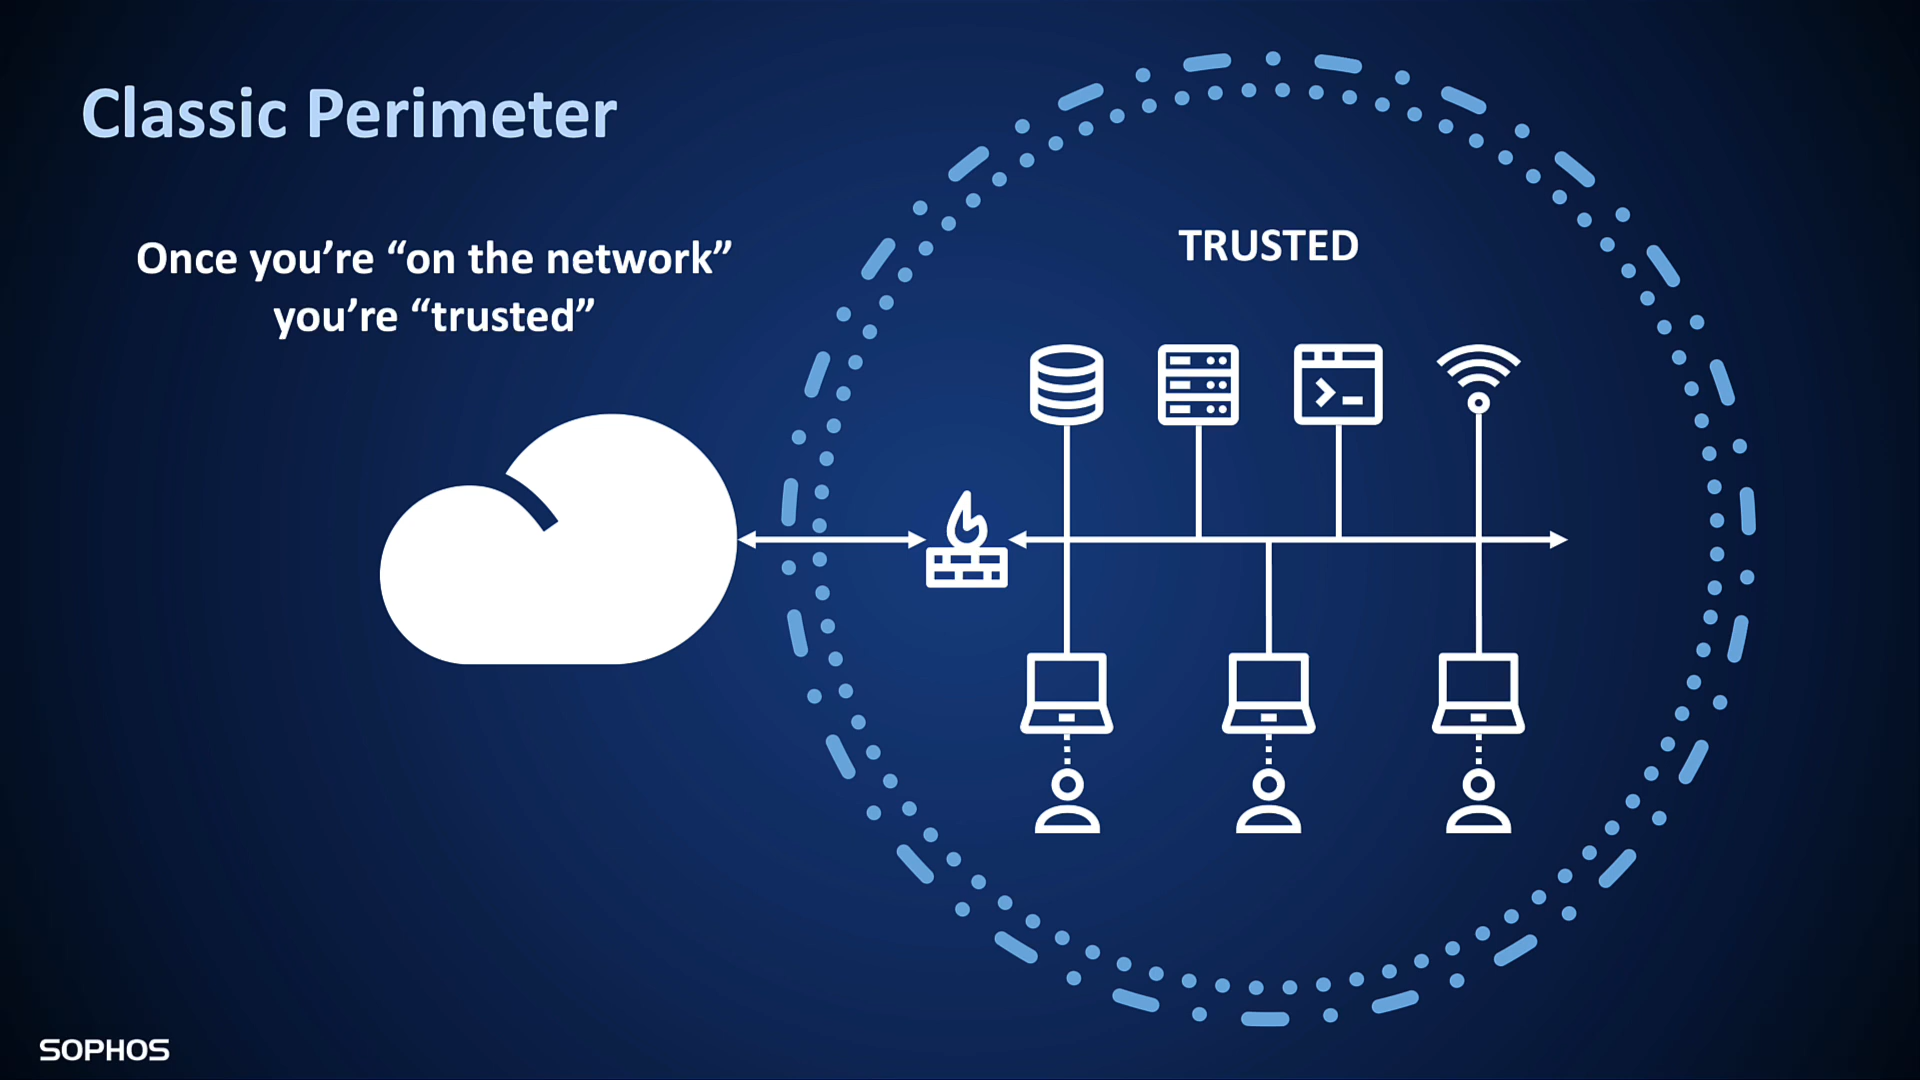 Classic Perimeter
Once you’re “on the network”
you’re “trusted”
TRUSTED
SOPHOS